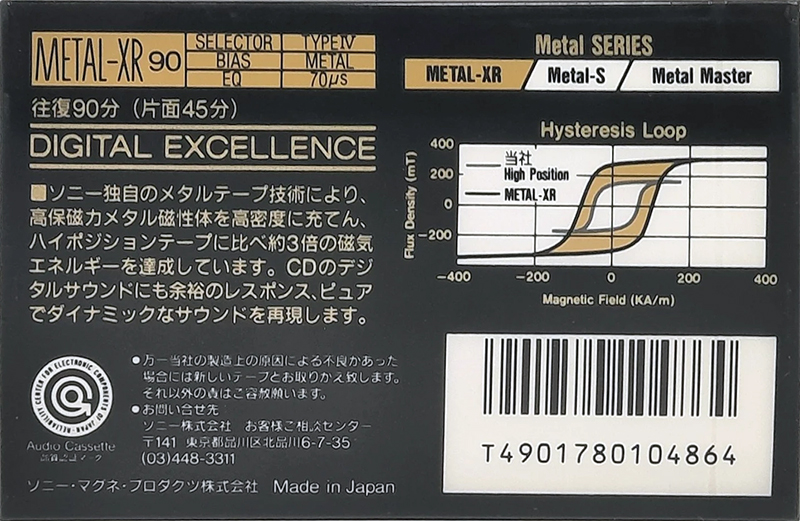 METAL-XR 90
SELECTOR TYPE IV
BIAS METAL
EQ 70μs
往復90分（片面45分）
DIGITAL EXCELLENCE
■ソニー独自のメタルテープ技術により、
高保磁力メタル磁性体を高密度に充てん、
ハイポジションテープに比べ約3倍の磁気
エネルギーを達成しています。CDのデジ
タルサウンドにも余裕のレスポンス、ピュア
でダイナミックなサウンドを再現します。
RELIABILITY CENTER FOR ELECTRONIC COMPONENTS OF JAPAN
Audio Cassette
品質認証マーク
●万一当社の製造上の原因による不良があった
場合には新しいテープとお取りかえ致します。
それ以外の責はご容赦願います。
●お問い合せ先
ソニー株式会社 お客様ご相談センター
〒141 東京都品川区北品川6-7-35
(03)448-3311
ソニー・マグネ・プロダクツ株式会社 Made in Japan
Metal SERIES
METAL-XR Metal-S Metal Master
Hysteresis Loop
Flux Density (mT)
400
200
0
-200
当社
High Position
METAL-XR
-400 -200 0 200 400
Magnetic Field (KA/m)
T4901780104864